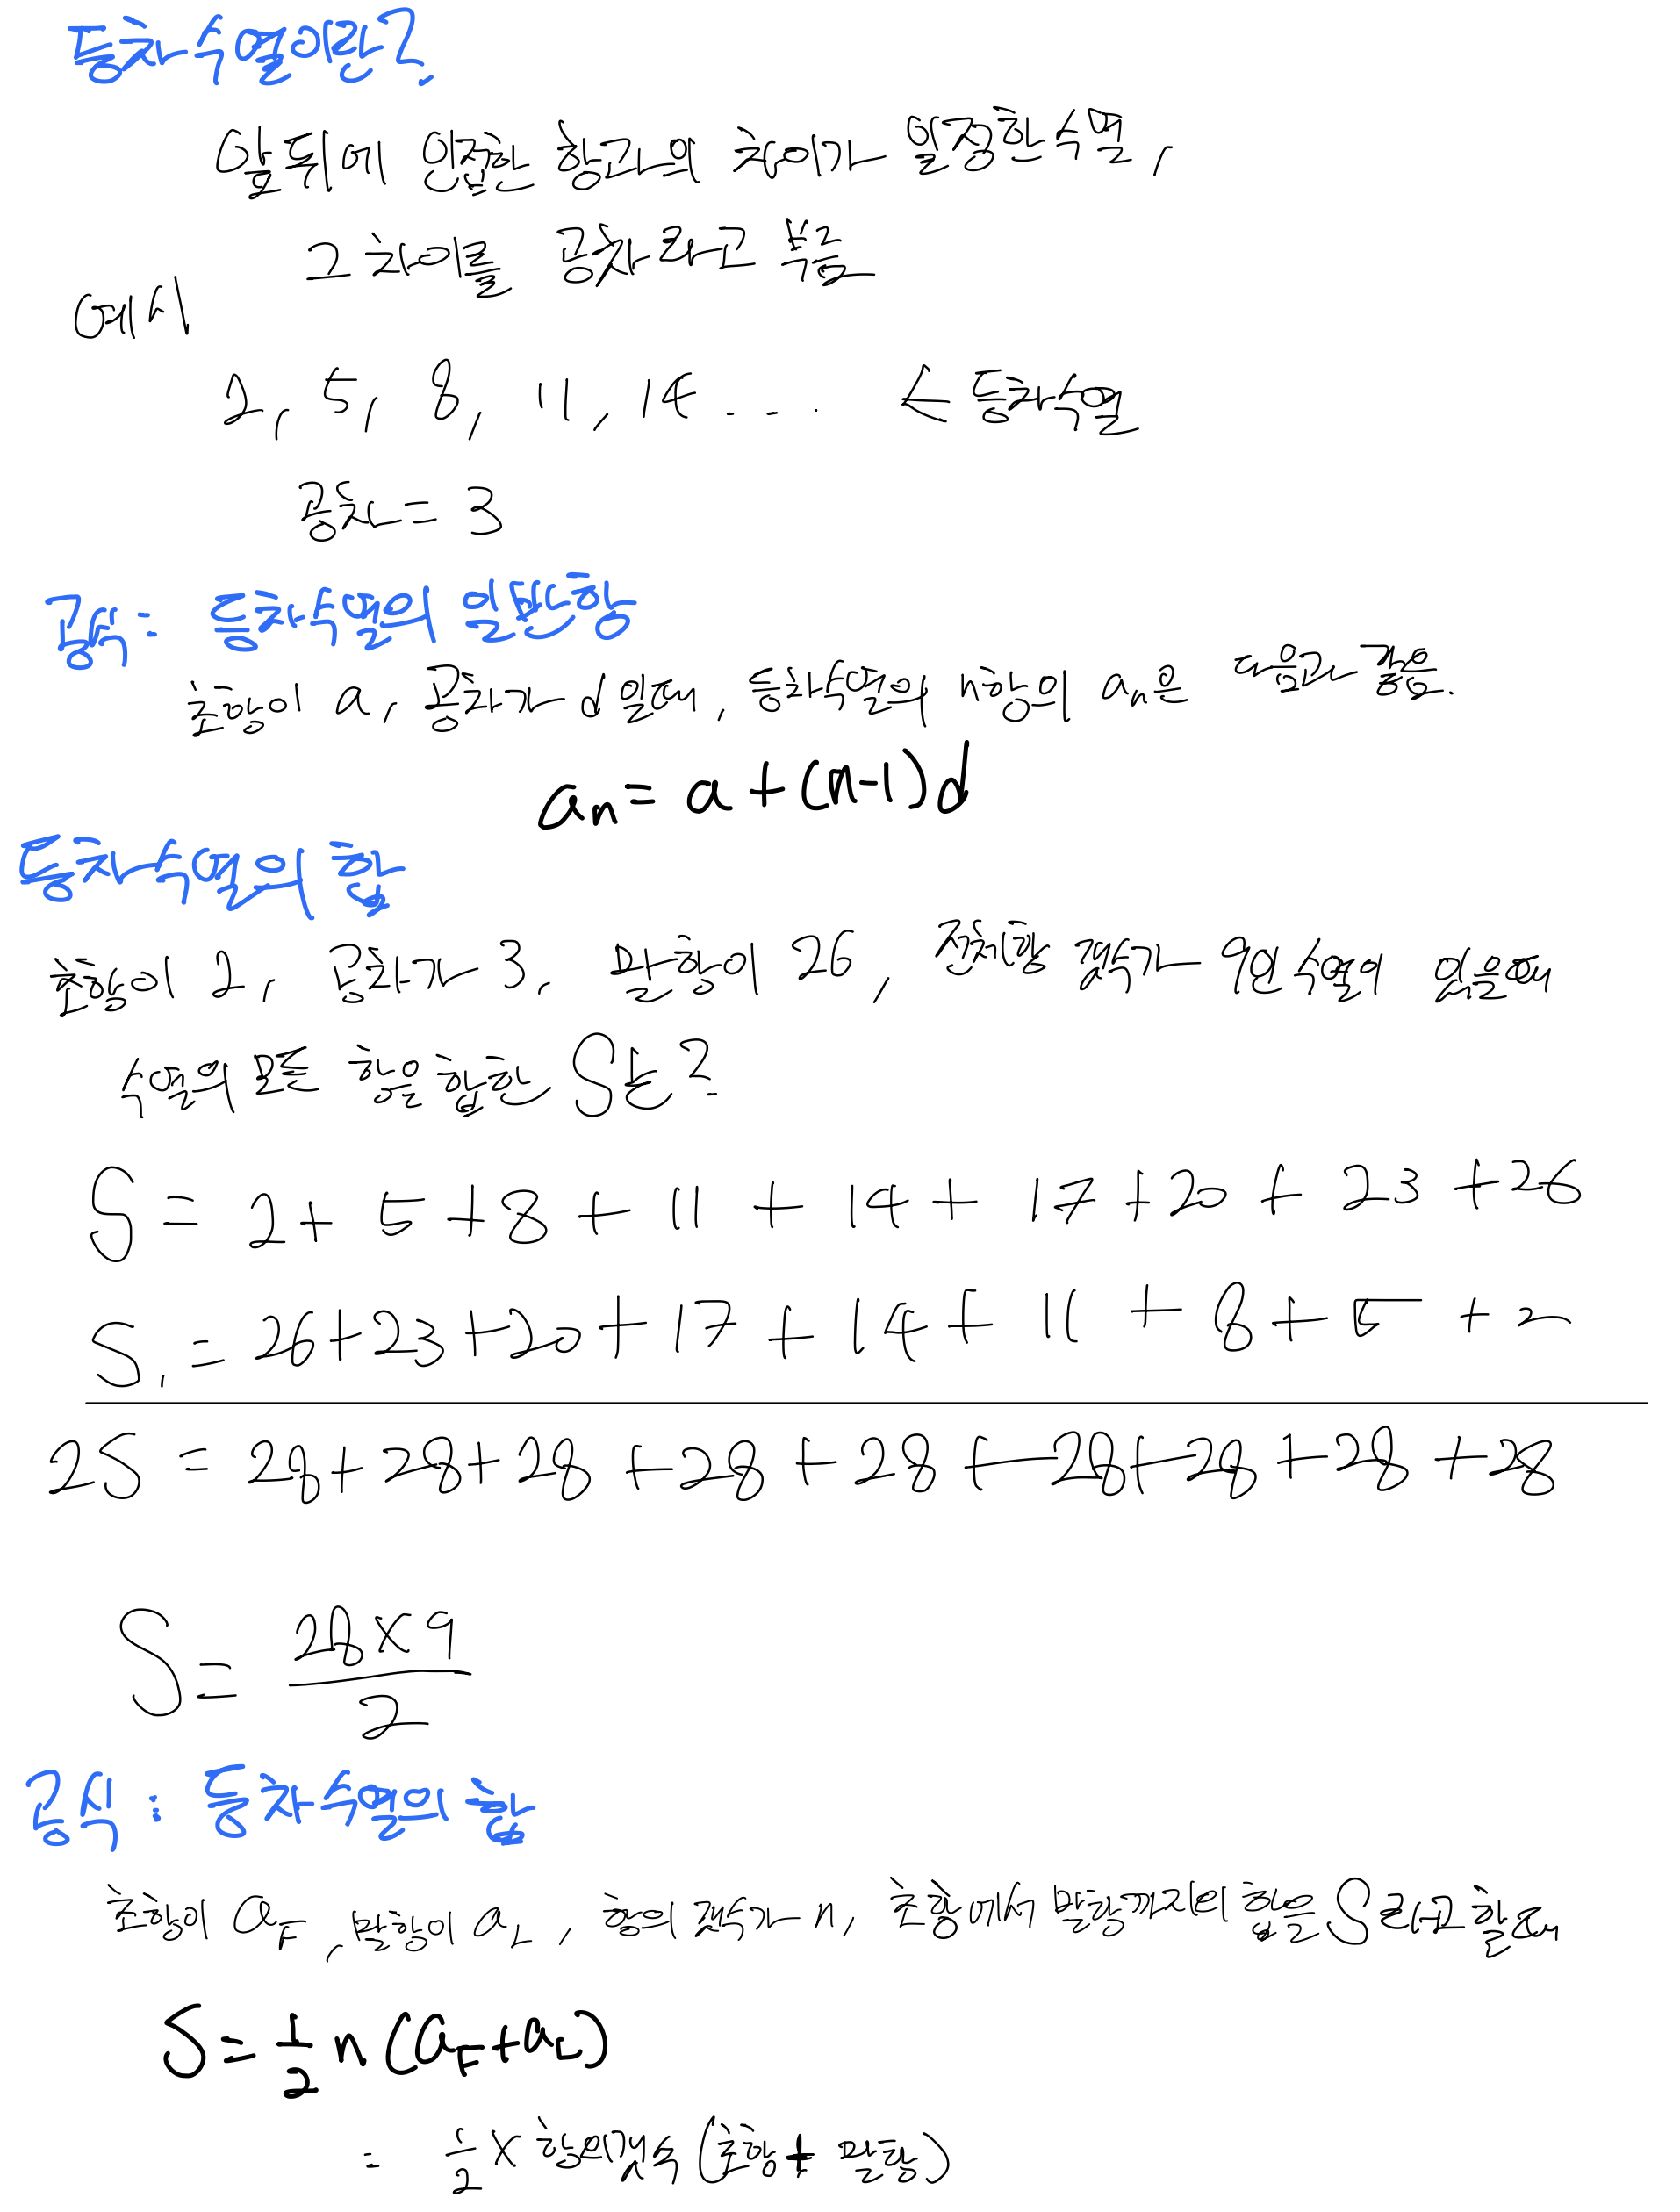 등차수열이란?
앞뒤에 인접한 항과의 차이가 일정한 수열,
그 차이를 공차라고 부름
예시
2, 5, 8, 11, 14 . . . < 등차수열
공차 = 3
공식 : 등차수열의 일반항
초항이 a, 공차가 d일때, 등차수열의 n항의 aₙ은 다음과 같음.
aₙ = a + (n-1)d
등차수열의 합
초항이 2, 공차가 3, 말항이 26, 전체항 갯수가 9인 수열이 있을때
수열의 모든 항을 합한 S는?
S = 2 + 5 + 8 + 11 + 14 + 17 + 20 + 23 + 26
S = 26 + 23 + 20 + 17 + 14 + 11 + 8 + 5 + 2
2S = 28 + 28 + 28 + 28 + 28 + 28 + 28 + 28 + 28
S = 28 × 9 / 2
공식 : 등차수열의 합
초항이 a_F, 말항이 a_L, 항의 갯수가 n, 초항에서 말항까지의 합을 S라고 할때
S = 1/2 n (a_F + a_L)
= 1/2 × 항의 갯수 (초항 + 말항)